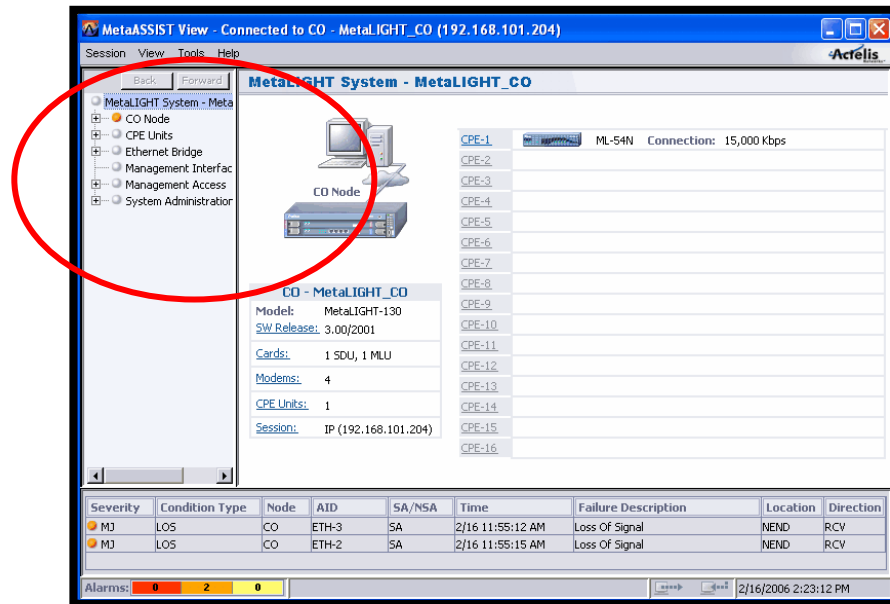 MetaASSIST View - Connected to CO - MetaLIGHT_CO (192.168.101.204)
Session View Tools Help
Actelis
Back Forward
MetaLIGHT System - MetaLIGHT_CO
MetaLIGHT System - Meta
CO Node
CPE Units
Ethernet Bridge
Management Interfac
Management Access
System Administration
CO Node
CO - MetaLIGHT_CO
Model: MetaLIGHT-130
SW Release: 3.00/2001
Cards: 1 SDU, 1 MLU
Modems: 4
CPE Units: 1
Session: IP (192.168.101.204)
CPE-1 ML-54N Connection: 15,000 Kbps
CPE-2
CPE-3
CPE-4
CPE-5
CPE-6
CPE-7
CPE-8
CPE-9
CPE-10
CPE-11
CPE-12
CPE-13
CPE-14
CPE-15
CPE-16
Severity Condition Type Node AID SA/NSA Time Failure Description Location Direction
MJ LOS CO ETH-3 SA 2/16 11:55:12 AM Loss Of Signal NEND RCV
MJ LOS CO ETH-2 SA 2/16 11:55:15 AM Loss Of Signal NEND RCV
Alarms: 0 2 0
2/16/2006 2:23:12 PM